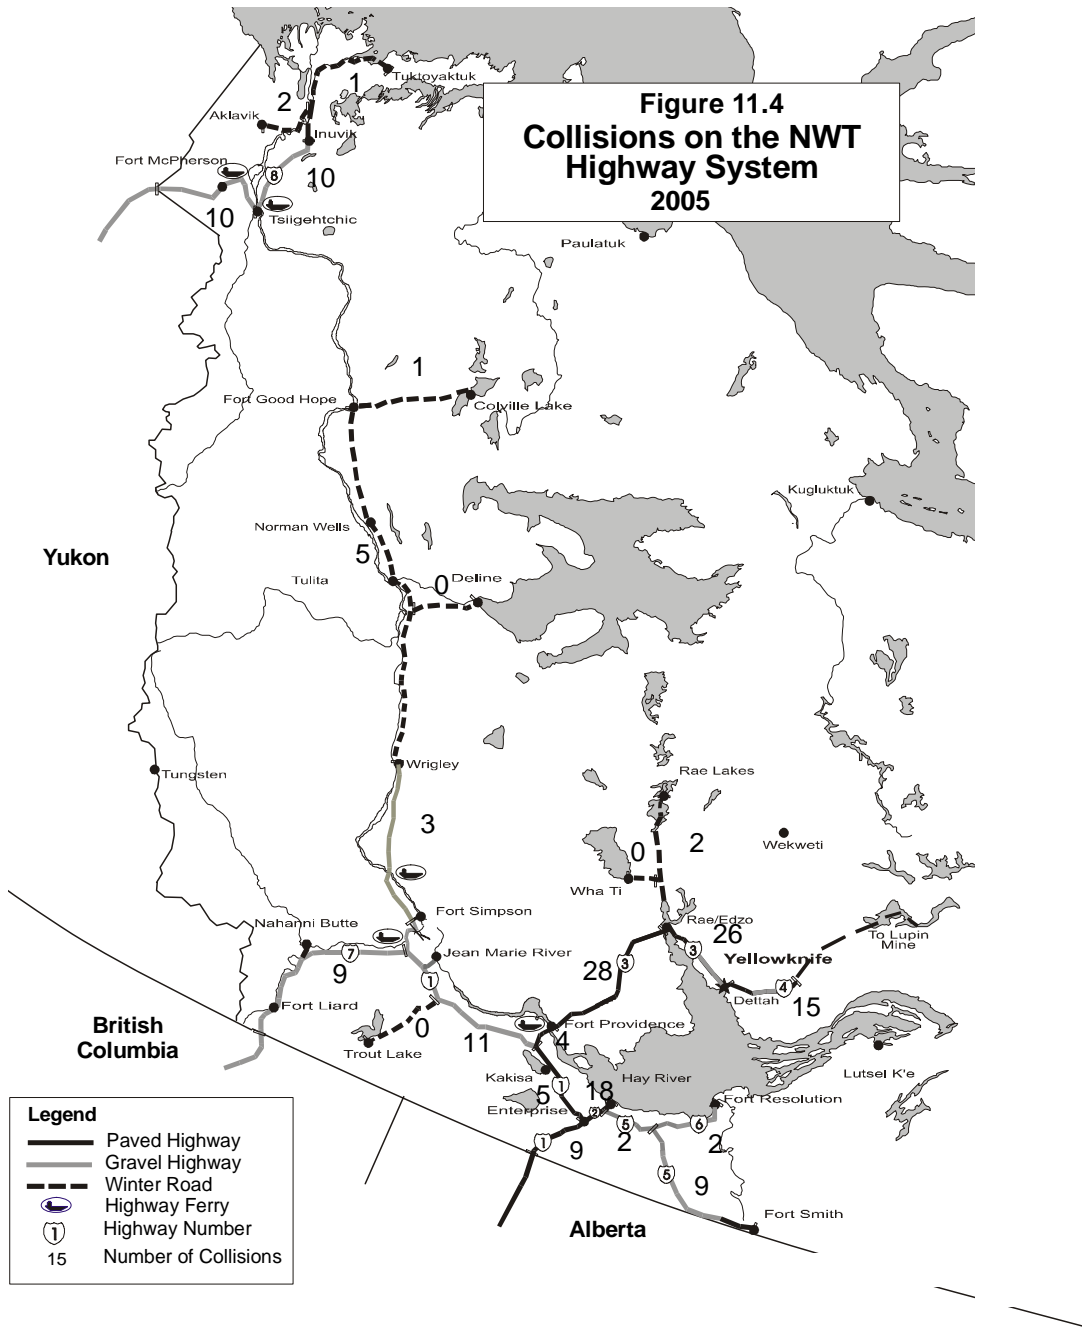 Figure 11.4
Collisions on the NWT
Highway System
2005
Tuktoyaktuk
1
2
Aklavik
Inuvik
Fort McPherson
8
10
10
Tsiigehtchic
Paulatuk
1
Fort Good Hope
Colville Lake
Kugluktuk
Norman Wells
5
Yukon
Tulita
0
Deline
Wrigley
Tungsten
Rae Lakes
3
2
0
Wekweti
Wha Ti
Fort Simpson
Nahanni Butte
Rae/Edzo
26
To Lupin
Mine
7
Jean Marie River
3
3
Yellowknife
9
28
1
4
Dettah
15
Fort Liard
0
British
Columbia
11
Fort Providence
4
Trout Lake
Kakisa
Hay River
Lutsel K'e
5
1
18
Enterprise
Fort Resolution
2
5
6
1
9
2
2
5
9
Fort Smith
Alberta
Legend
Paved Highway
Gravel Highway
Winter Road
Highway Ferry
1 Highway Number
15 Number of Collisions